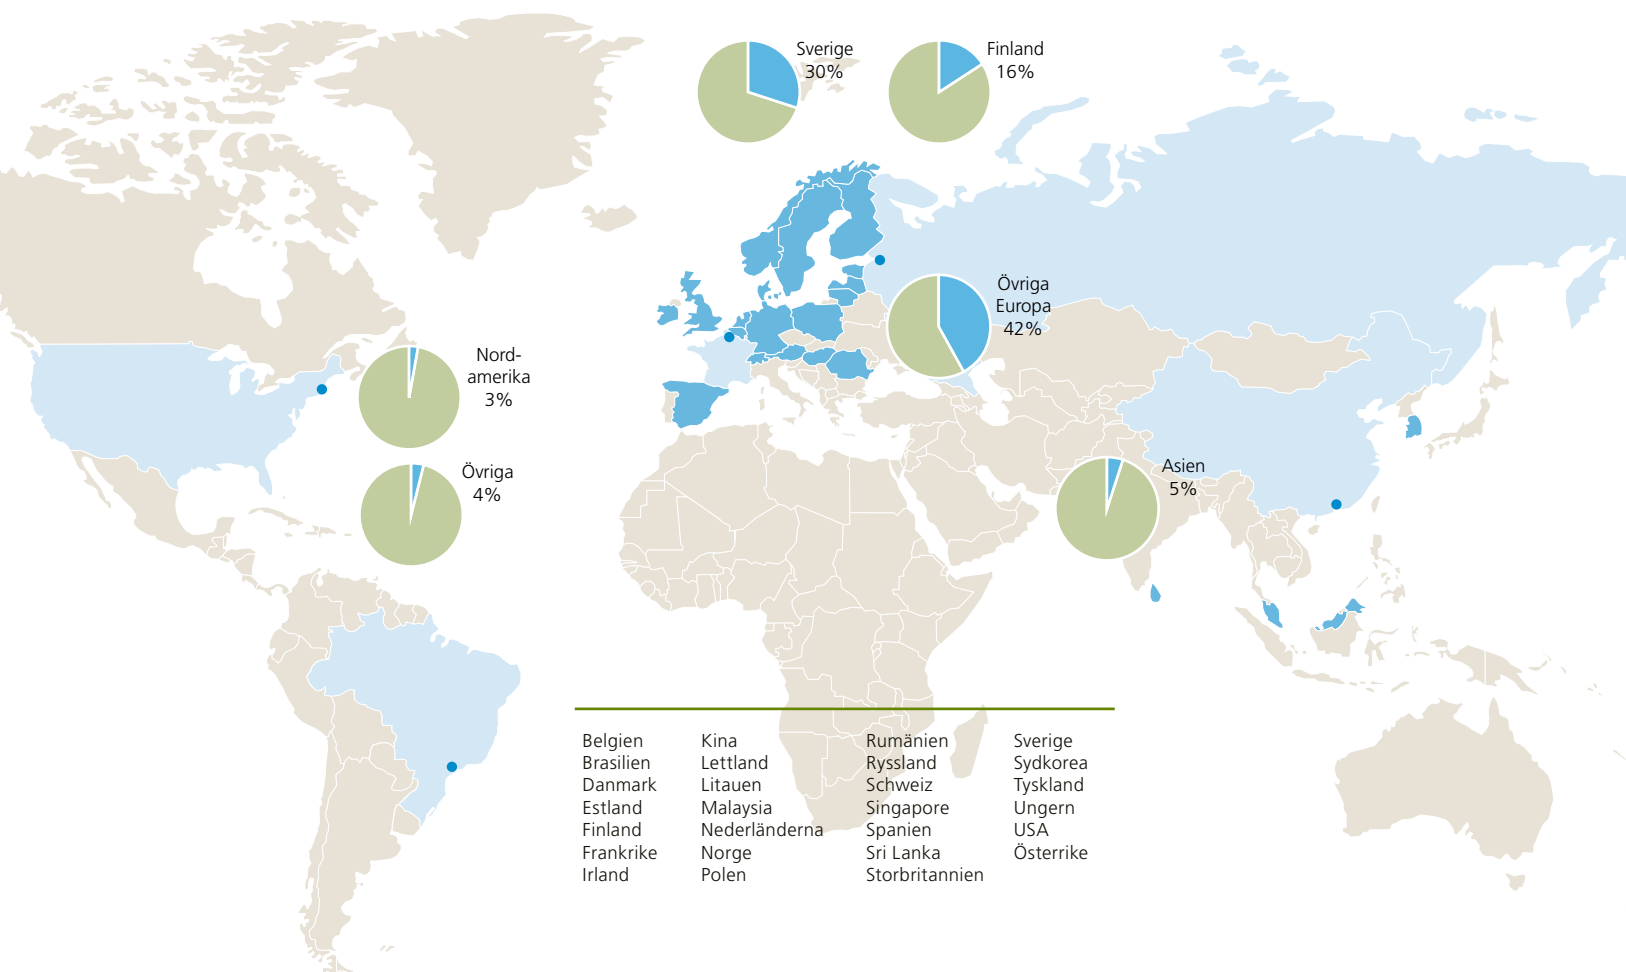 Sverige
30%
Finland
16%
Övriga
Europa
42%
Nord-
amerika
3%
Övriga
4%
Asien
5%
Belgien
Brasilien
Danmark
Estland
Finland
Frankrike
Irland
Kina
Lettland
Litauen
Malaysia
Nederländerna
Norge
Polen
Rumänien
Ryssland
Schweiz
Singapore
Spanien
Sri Lanka
Storbritannien
Sverige
Sydkorea
Tyskland
Ungern
USA
Österrike